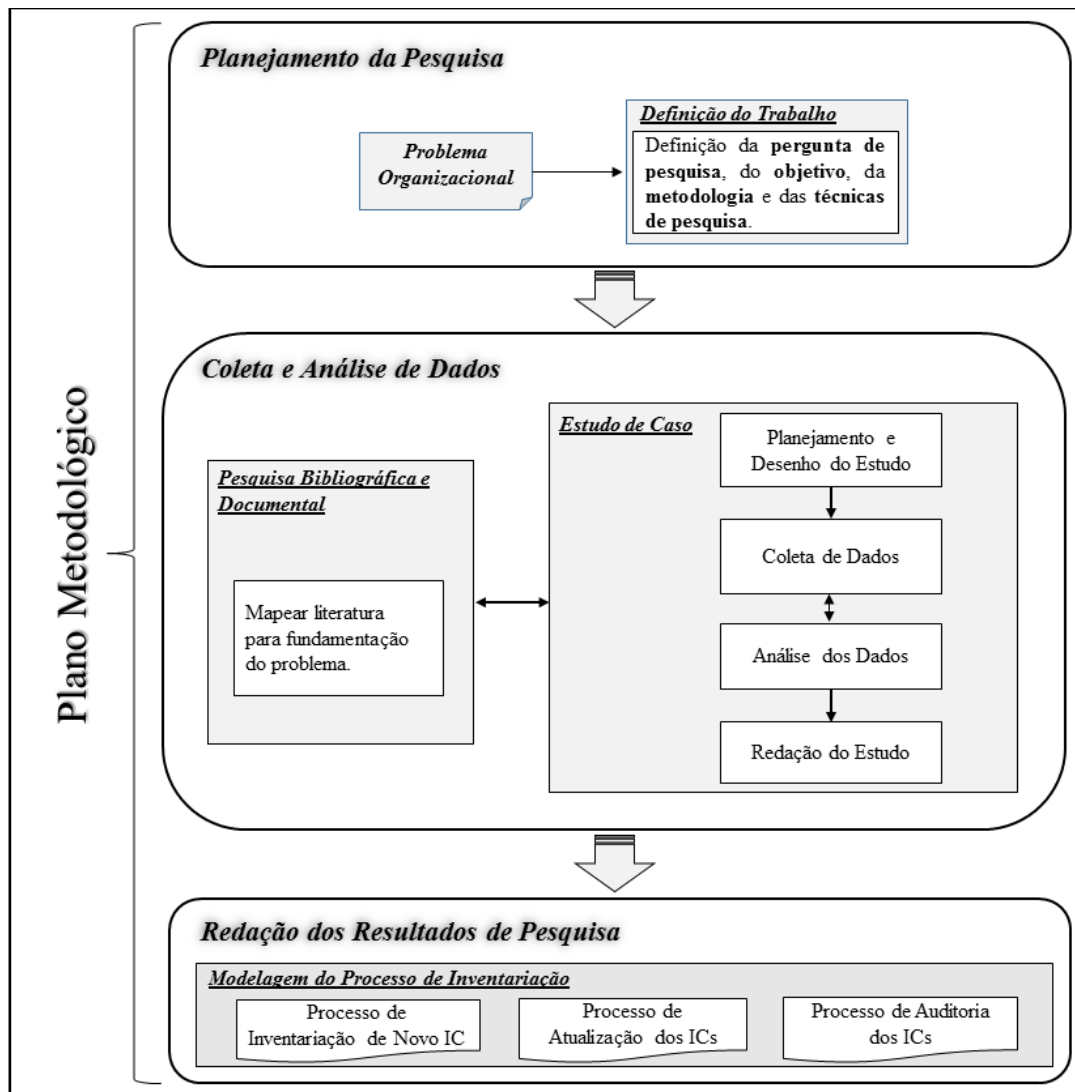 Plano Metodológico
Planejamento da Pesquisa
Problema
Organizacional
Definição do Trabalho
Definição da pergunta de
pesquisa, do objetivo, da
metodologia e das técnicas
de pesquisa.
Coleta e Análise de Dados
Pesquisa Bibliográfica e
Documental
Mapear literatura
para fundamentação
do problema.
Estudo de Caso
Planejamento e
Desenho do Estudo
Coleta de Dados
Análise dos Dados
Redação do Estudo
Redação dos Resultados de Pesquisa
Modelagem do Processo de Inventariação
Processo de
Inventariação de Novo IC
Processo de
Atualização dos ICs
Processo de Auditoria
dos ICs